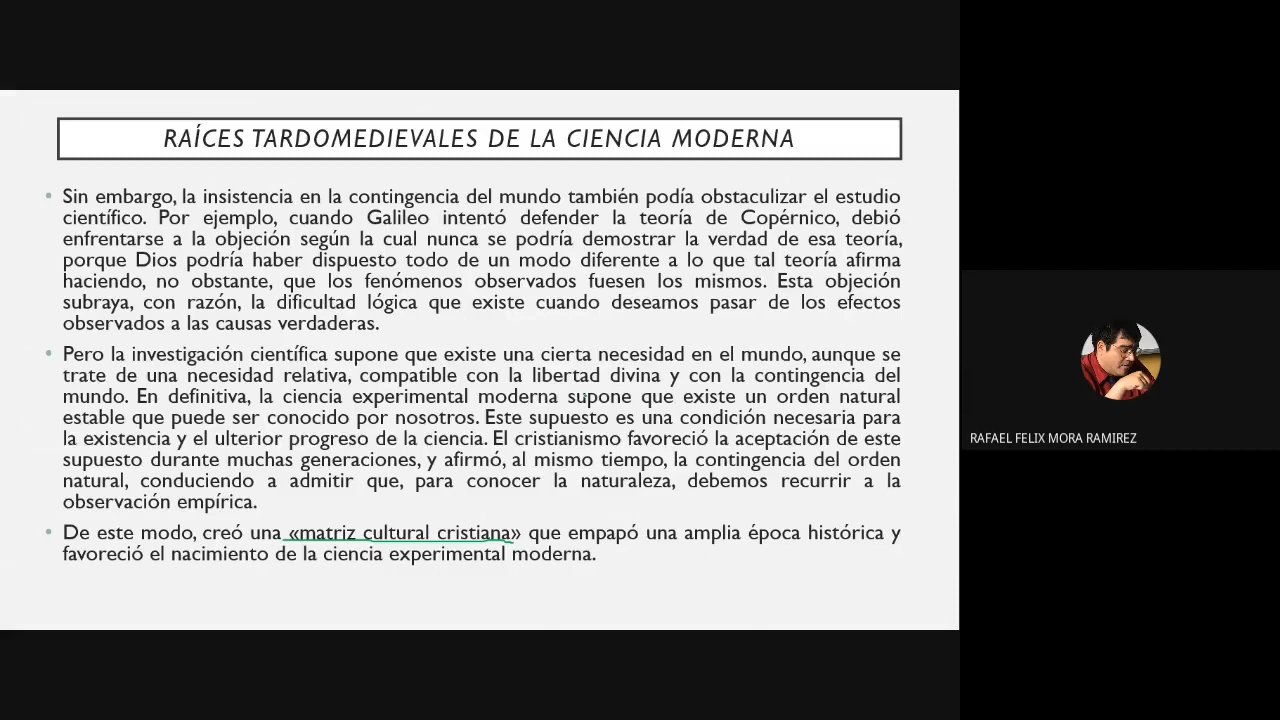 RAÍCES TARDOMEDIEVALES DE LA CIENCIA MODERNA
• Sin embargo, la insistencia en la contingencia del mundo también podía obstaculizar el estudio
científico. Por ejemplo, cuando Galileo intentó defender la teoría de Copérnico, debió
enfrentarse a la objeción según la cual nunca se podría demostrar la verdad de esa teoría,
porque Dios podría haber dispuesto todo de un modo diferente a lo que tal teoría afirma
haciendo, no obstante, que los fenómenos observados fuesen los mismos. Esta objeción
subraya, con razón, la dificultad lógica que existe cuando deseamos pasar de los efectos
observados a las causas verdaderas.
• Pero la investigación científica supone que existe una cierta necesidad en el mundo, aunque se
trate de una necesidad relativa, compatible con la libertad divina y con la contingencia del
mundo. En definitiva, la ciencia experimental moderna supone que existe un orden natural
estable que puede ser conocido por nosotros. Este supuesto es una condición necesaria para
la existencia y el ulterior progreso de la ciencia. El cristianismo favoreció la aceptación de este
supuesto durante muchas generaciones, y afirmó, al mismo tiempo, la contingencia del orden
natural, conduciendo a admitir que, para conocer la naturaleza, debemos recurrir a la
observación empírica.
• De este modo, creó una «matriz cultural cristiana» que empapó una amplia época histórica y
favoreció el nacimiento de la ciencia experimental moderna.
RAFAEL FELIX MORA RAMIREZ